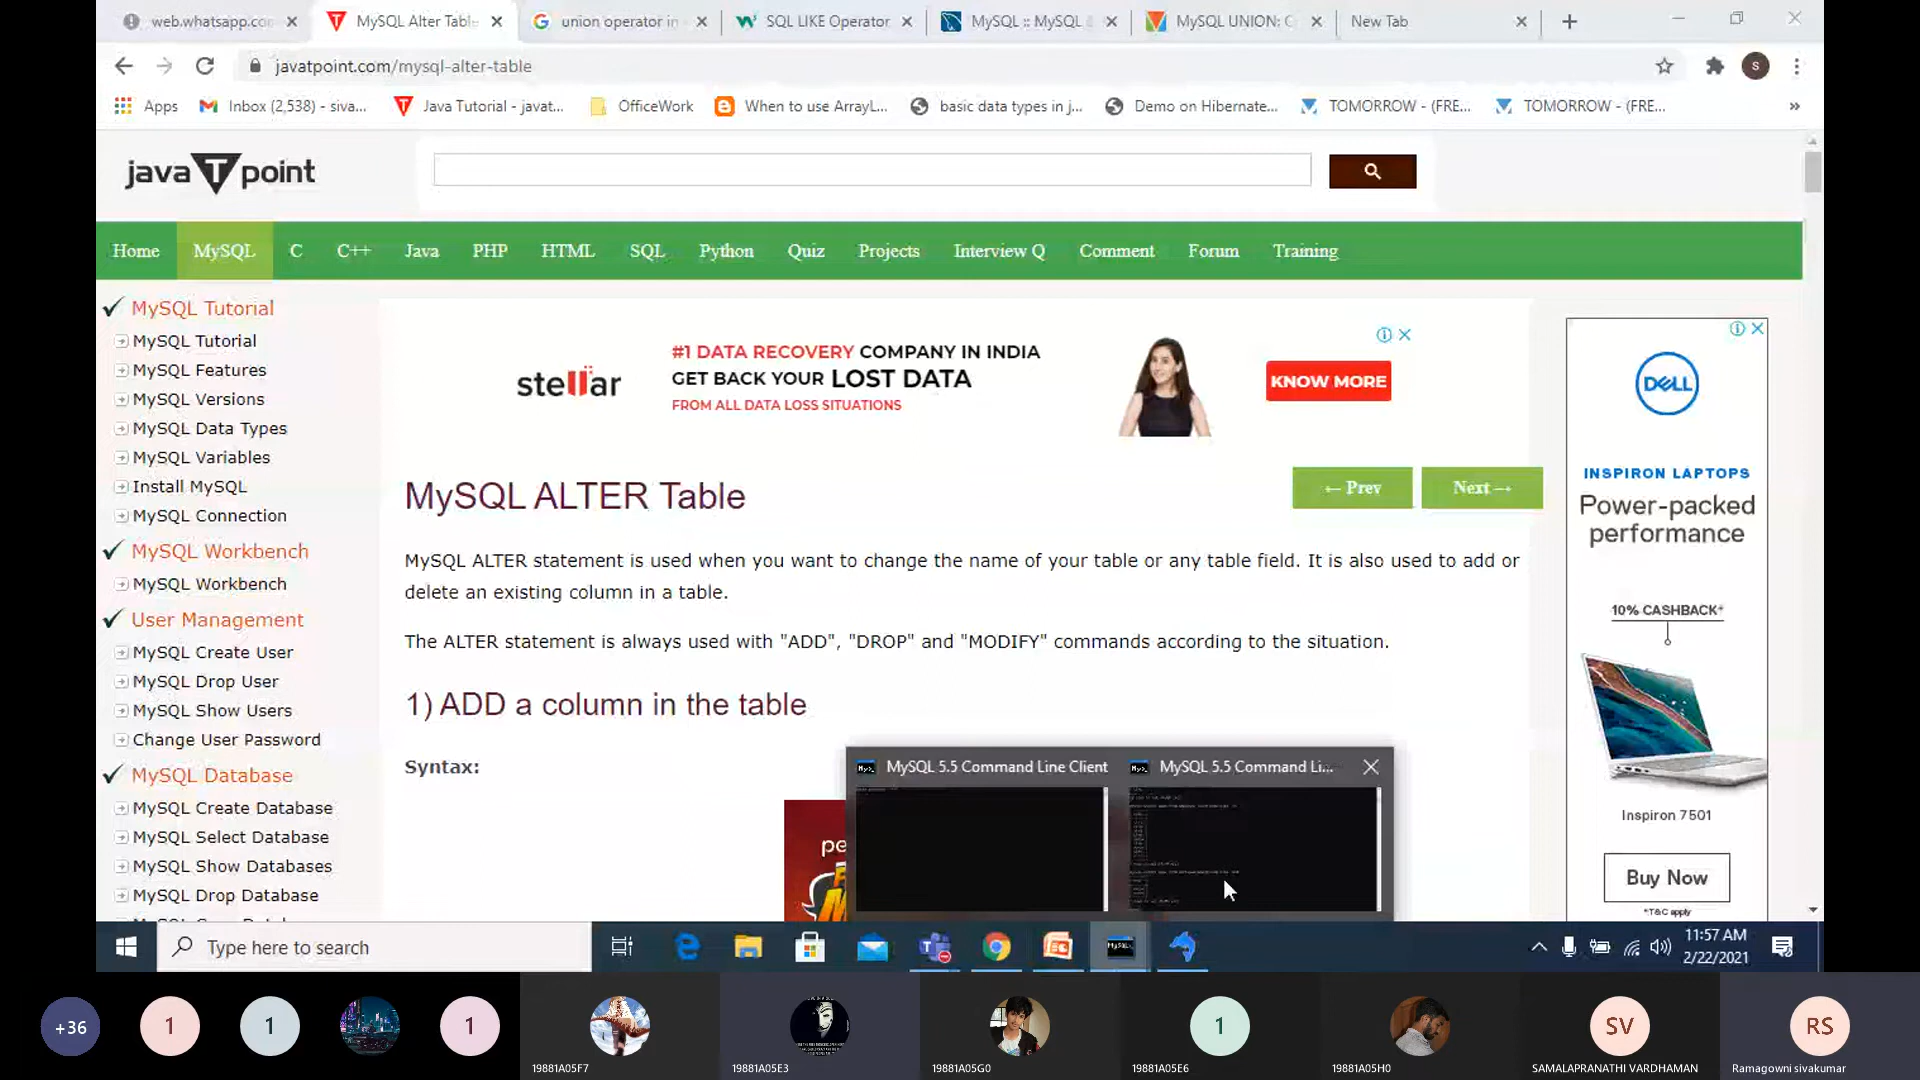 web.whatsapp.com
MySQL Alter Table
union operator in
SQL LIKE Operator
MySQL :: MySQL
MySQL UNION: C
New Tab
javatpoint.com/mysql-alter-table
S
Apps
Inbox (2,538) - siva...
Java Tutorial - javat...
OfficeWork
When to use ArrayL...
basic data types in j...
Demo on Hibernate...
TOMORROW - (FRE...
TOMORROW - (FRE...
»
java T point
Home
MySQL
C
C++
Java
PHP
HTML
SQL
Python
Quiz
Projects
Interview Q
Comment
Forum
Training
MySQL Tutorial
MySQL Tutorial
MySQL Features
MySQL Versions
MySQL Data Types
MySQL Variables
Install MySQL
MySQL Connection
MySQL Workbench
MySQL Workbench
User Management
MySQL Create User
MySQL Drop User
MySQL Show Users
Change User Password
MySQL Database
MySQL Create Database
MySQL Select Database
MySQL Show Databases
MySQL Drop Database
stellar
#1 DATA RECOVERY COMPANY IN INDIA
GET BACK YOUR LOST DATA
FROM ALL DATA LOSS SITUATIONS
KNOW MORE
MySQL ALTER Table
← Prev
Next →
MySQL ALTER statement is used when you want to change the name of your table or any table field. It is also used to add or
delete an existing column in a table.
The ALTER statement is always used with "ADD", "DROP" and "MODIFY" commands according to the situation.
1) ADD a column in the table
Syntax:
pe
MySQL 5.5 Command Line Client
MySQL 5.5 Command Li...
DELL
INSPIRON LAPTOPS
Power-packed
performance
10% CASHBACK*
Inspiron 7501
Buy Now
*T&C apply
Type here to search
11:57 AM
2/22/2021
+36
1
1
1
1
SV
RS
19881A05F7
19881A05E3
19881A05G0
19881A05E6
19881A05H0
SAMALAPRANATHI VARDHAMAN
Ramagowni sivakumar